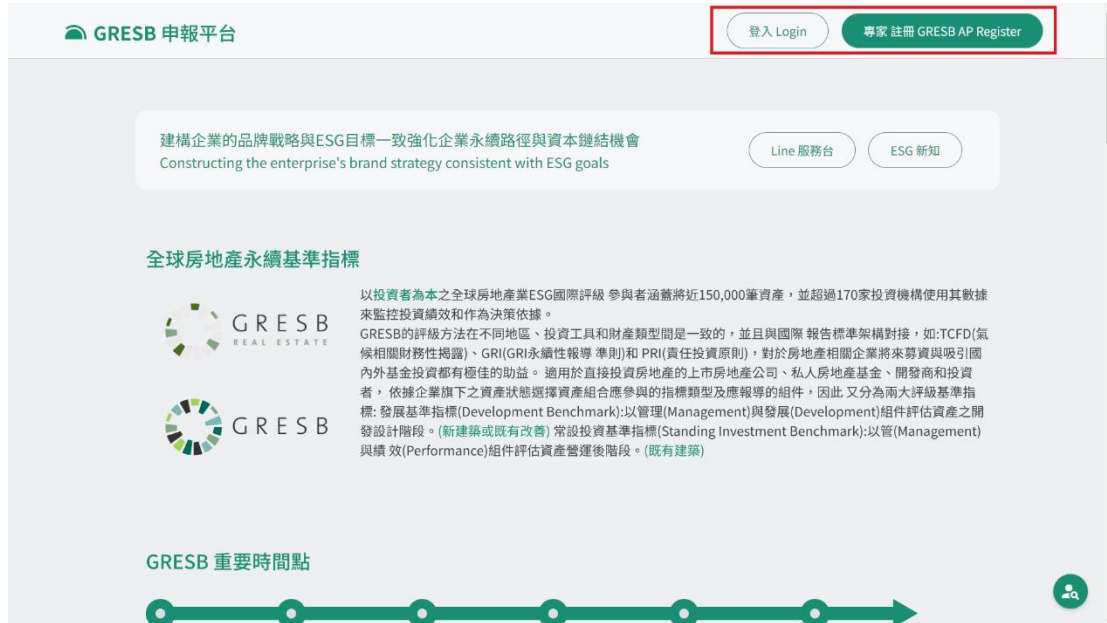 GRESB 申報平台
登入 Login
專家 註冊 GRESB AP Register
建構企業的品牌戰略與ESG目標一致強化企業永續路徑與資本鏈結機會
Constructing the enterprise's brand strategy consistent with ESG goals
Line 服務台
ESG 新知
全球房地產永續基準指標
GRESB
REAL ESTATE
GRESB
以投資者為本之全球房地產業ESG國際評級 參與者涵蓋將近150,000筆資產，並超過170家投資機構使用其數據
來監控投資績效和作為決策依據。
GRESB的評級方法在不同地區、投資工具和財產類型間是一致的，並且與國際 報告標準架構對接，如:TCFD(氣
候相關財務性揭露)、GRI(GRI永續性報導 準則)和 PRI(責任投資原則)，對於房地產相關企業將來募資與吸引國
內外基金投資都有極佳的助益。 適用於直接投資房地產的上市房地產公司、私人房地產基金、開發商和投資
者， 依據企業旗下之資產狀態選擇資產組合應參與的指標類型及應報導的組件，因此 又分為兩大評級基準指
標: 發展基準指標(Development Benchmark):以管理(Management)與發展(Development)組件評估資產之開
發設計階段。(新建築或既有改善) 常設投資基準指標(Standing Investment Benchmark):以管(Management)
與績 效(Performance)組件評估資產營運後階段。(既有建築)
GRESB 重要時間點